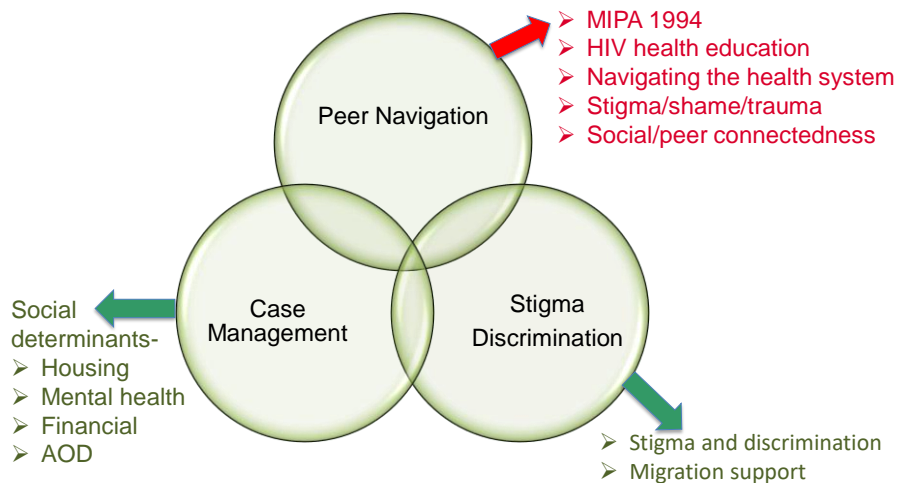 ➢ MIPA 1994
➢ HIV health education
➢ Navigating the health system
➢ Stigma/shame/trauma
➢ Social/peer connectedness
Peer Navigation
Case
Management
Stigma
Discrimination
Social
determinants-
➢ Housing
➢ Mental health
➢ Financial
➢ AOD
➢ Stigma and discrimination
➢ Migration support